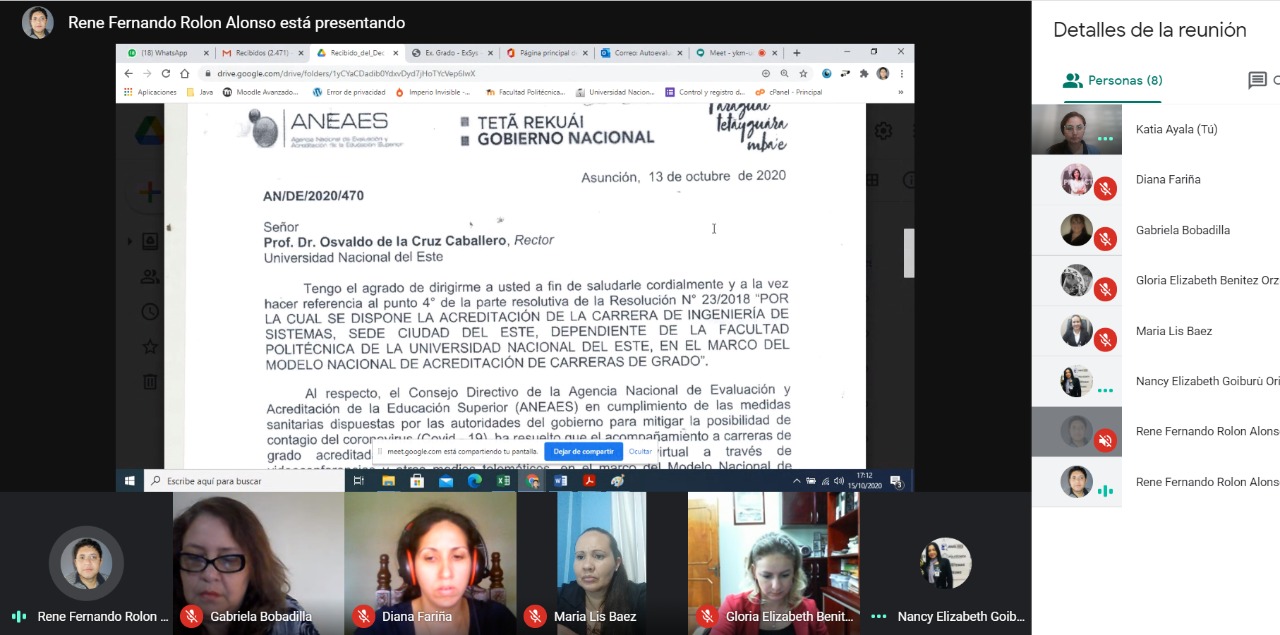 Rene Fernando Rolon Alonso está presentando
(18) WhatsApp
Recibidos (2.471)
Recibido_del_Dec
Ex. Grado - ExSys
Página principal d
Correo: Autoevalu
Meet - ykm-u
drive.google.com/drive/folders/1yCYaCDadib0YdxvDyd7jHoTYcVep6IwX
Aplicaciones
Java
Moodle Avanzado...
Error de privacidad
Imperio Invisible -...
Facultad Politécnica...
Universidad Nacion...
Control y registro d...
cPanel - Principal
ANEAES
Agencia Nacional de Evaluación y
Acreditación de la Educación Superior
TETÃ REKUÁI
GOBIERNO NACIONAL
Paraguái
tetãyguára
mba'e
Asunción, 13 de octubre de 2020
AN/DE/2020/470
Señor
Prof. Dr. Osvaldo de la Cruz Caballero, Rector
Universidad Nacional del Este
Tengo el agrado de dirigirme a usted a fin de saludarle cordialmente y a la vez
hacer referencia al punto 4° de la parte resolutiva de la Resolución N° 23/2018 "POR
LA CUAL SE DISPONE LA ACREDITACIÓN DE LA CARRERA DE INGENIERÍA DE
SISTEMAS, SEDE CIUDAD DEL ESTE, DEPENDIENTE DE LA FACULTAD
POLITÉCNICA DE LA UNIVERSIDAD NACIONAL DEL ESTE, EN EL MARCO DEL
MODELO NACIONAL DE ACREDITACIÓN DE CARRERAS DE GRADO".
Al respecto, el Consejo Directivo de la Agencia Nacional de Evaluación y
Acreditación de la Educación Superior (ANEAES) en cumplimiento de las medidas
sanitarias dispuestas por las autoridades del gobierno para mitigar la posibilidad de
contagio del coronavirus (Covid - 19), ha resuelto que el acompañamiento a carreras de
grado acreditad
virtual a través de
videoconferencias y otros medios telemáticos, en el marco del Modelo Nacional de
meet.google.com está compartiendo tu pantalla.
Dejar de compartir
Ocultar
Escribe aquí para buscar
17:12
15/10/2020
3
Rene Fernando Rolon ...
Gabriela Bobadilla
Diana Fariña
Maria Lis Baez
Gloria Elizabeth Benit...
Nancy Elizabeth Goib...
Detalles de la reunión
Personas (8)
Katia Ayala (Tú)
Diana Fariña
Gabriela Bobadilla
Gloria Elizabeth Benitez Orz
Maria Lis Baez
Nancy Elizabeth Goiburú Ori
Rene Fernando Rolon Alons
Rene Fernando Rolon Alons